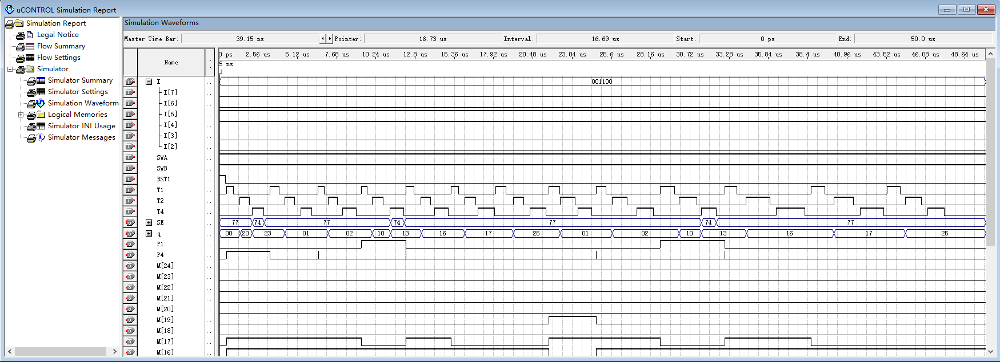 uCONTROL Simulation Report
Simulation Report
Legal Notice
Flow Summary
Flow Settings
Simulator
Simulator Summary
Simulator Settings
Simulation Waveform
Logical Memories
Simulator INI Usage
Simulator Messages
Simulation Waveforms
Master Time Bar: 39.15 ns Pointer: 16.73 us Interval: 16.69 us Start: 0 ps End: 50.0 us
Name
0 ps 2.56 us 5.12 us 7.68 us 10.24 us 12.8 us 15.36 us 17.92 us 20.48 us 23.04 us 25.6 us 28.16 us 30.72 us 33.28 us 35.84 us 38.4 us 40.96 us 43.52 us 46.08 us 48.64 us
5 ns
I 001100
I[7]
I[6]
I[5]
I[4]
I[3]
I[2]
SWA
SWB
RST1
T1
T2
T4
SE 77 74 77 74 77 74 77
q 00 20 23 01 02 10 13 16 17 25 01 02 10 13 16 17 25
P1
P4
M[24]
M[23]
M[22]
M[21]
M[20]
M[19]
M[18]
M[17]
M[16]